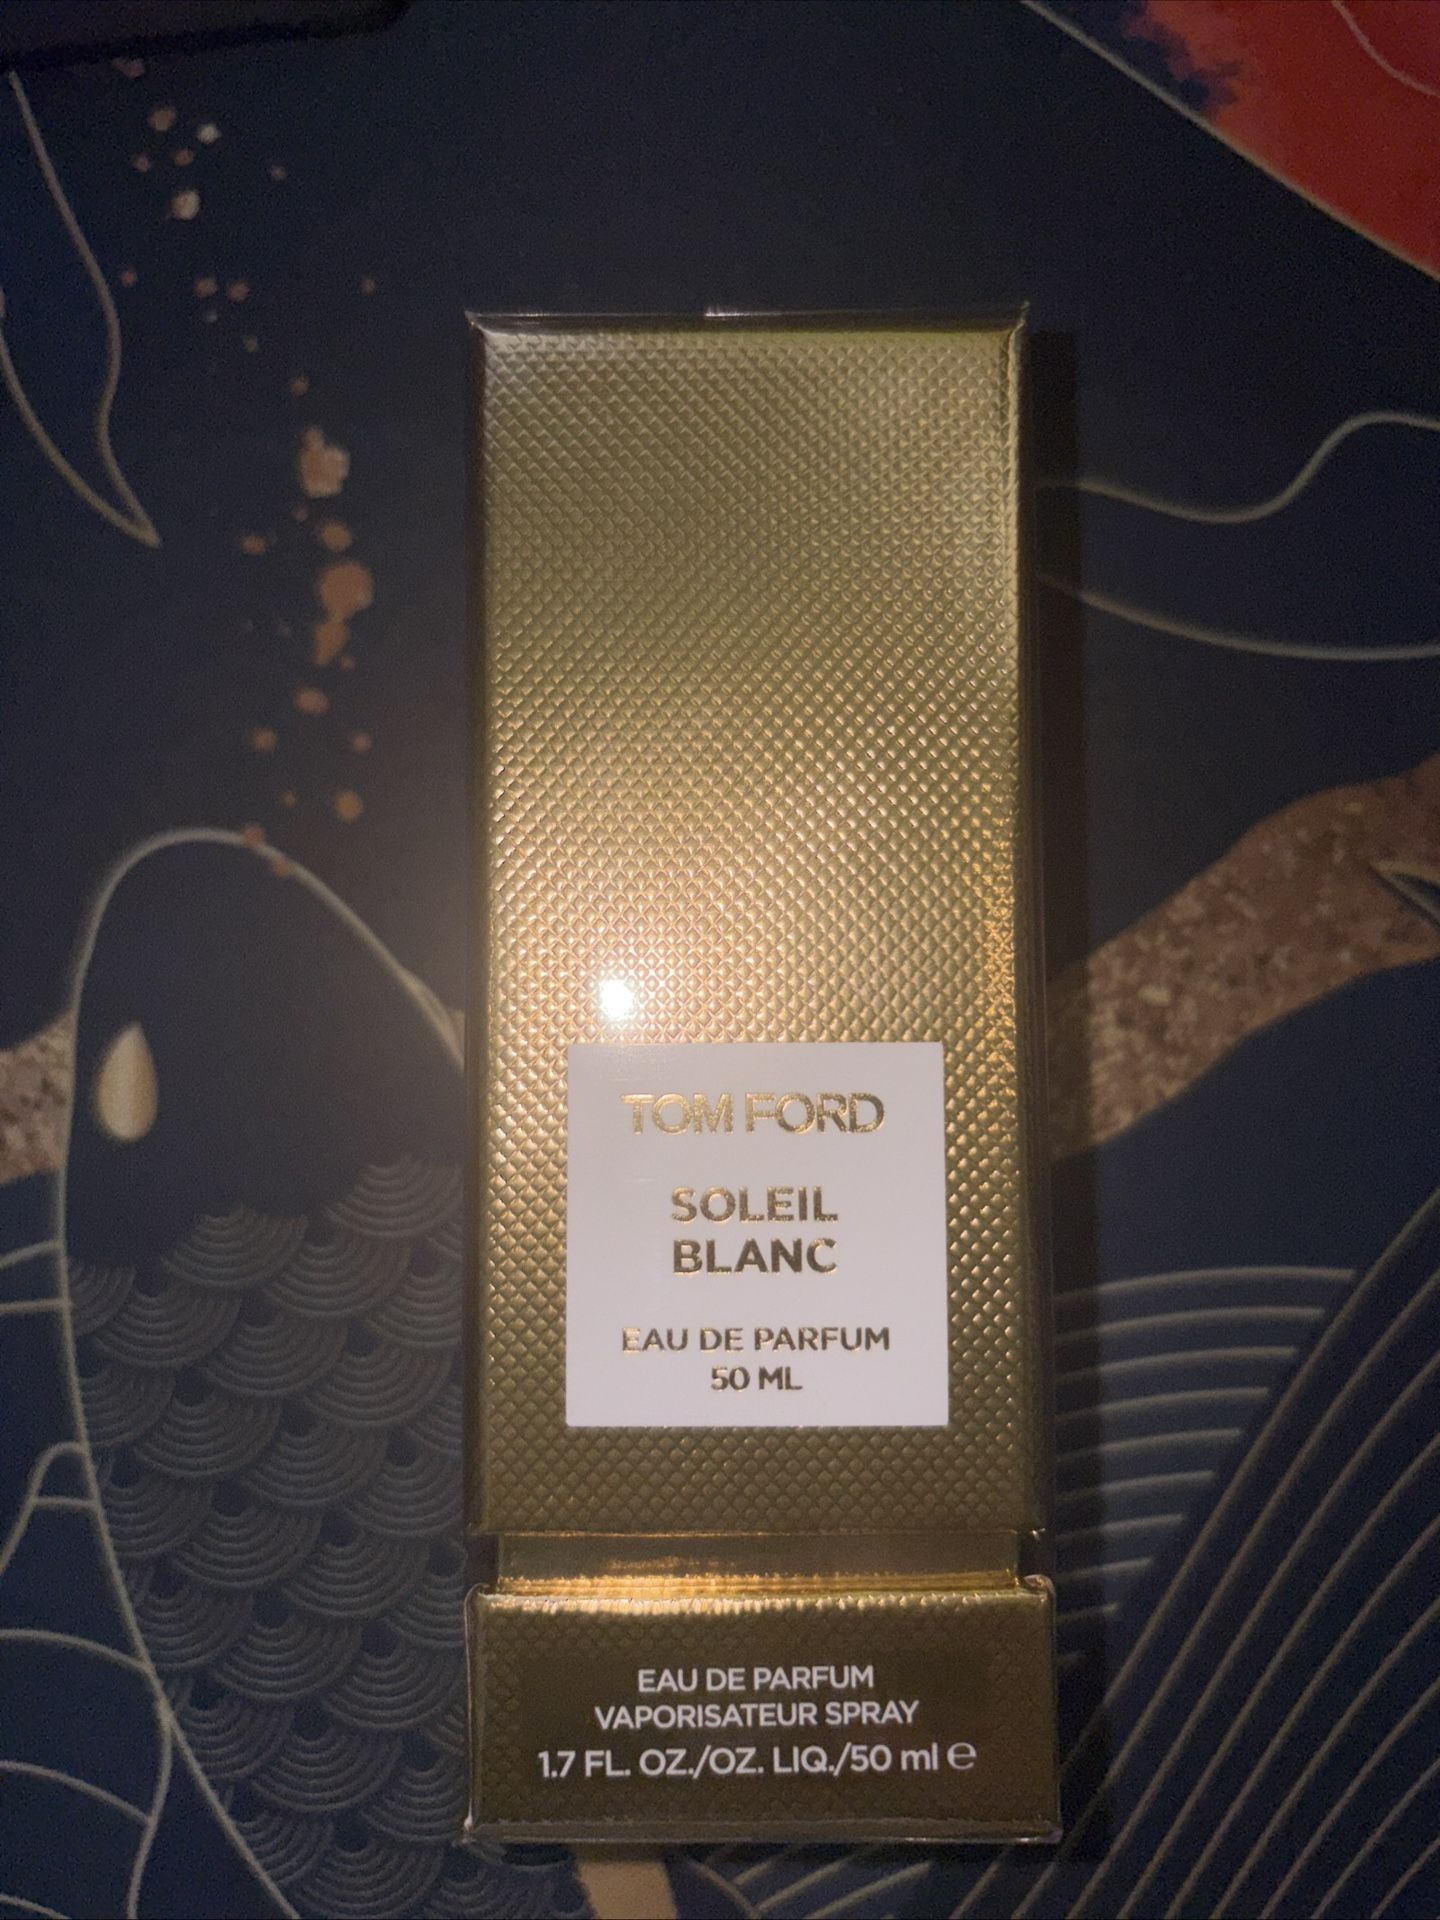 TOM FORD
SOLEIL
BLANC
EAU DE PARFUM
50 ML
EAU DE PARFUM
VAPORISATEUR SPRAY
1.7 FL. OZ./OZ. LIQ./50 ml ℮